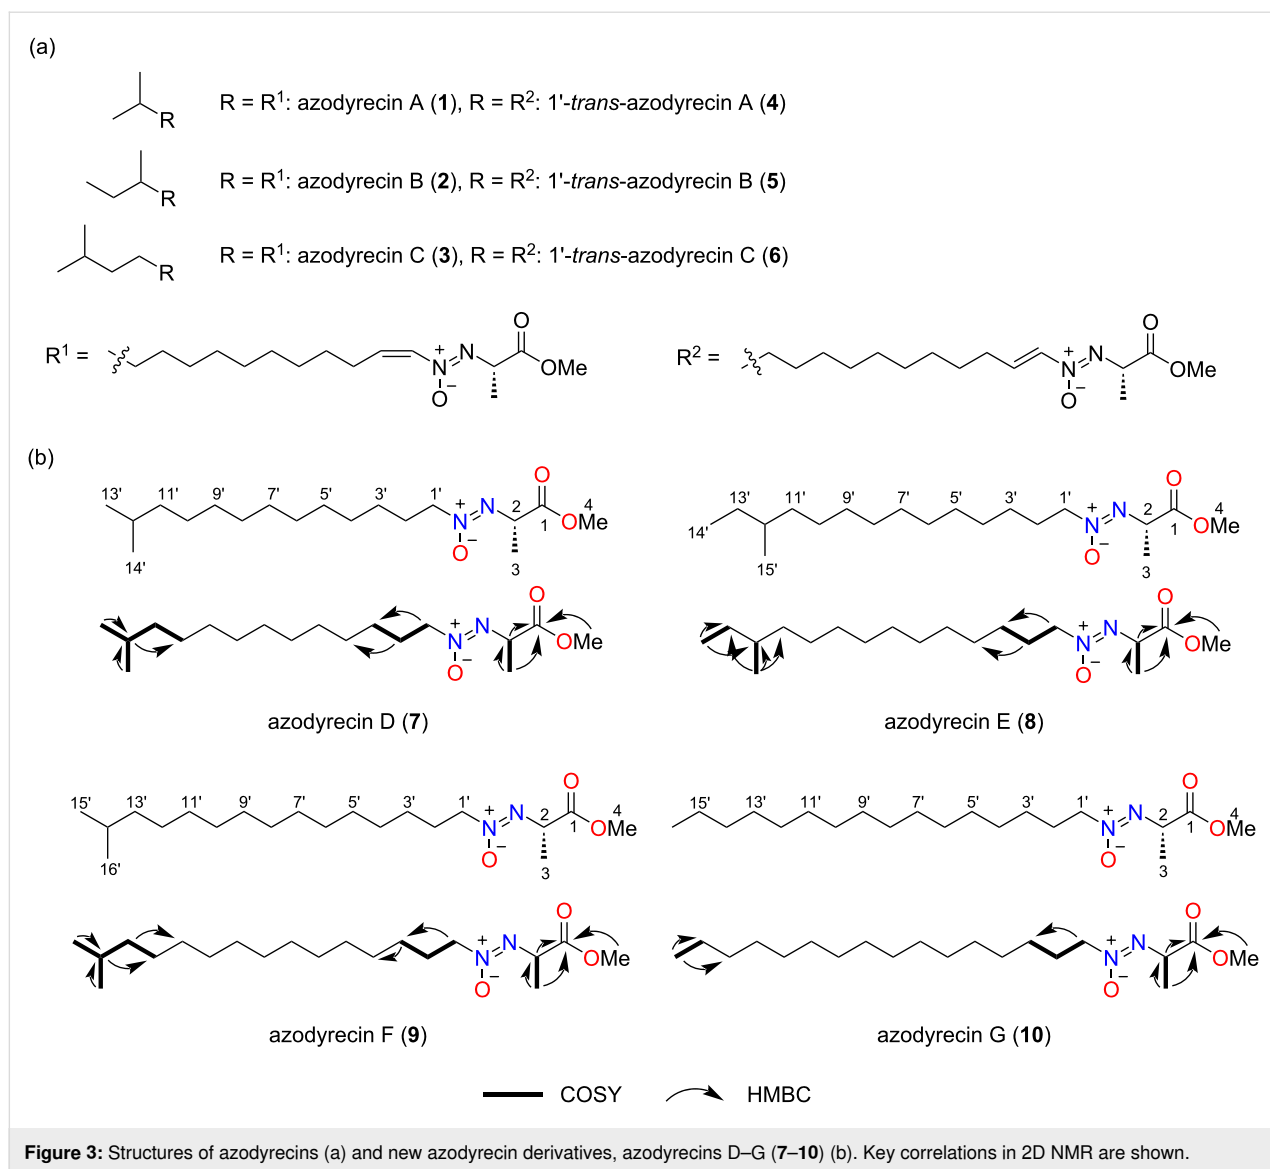 (a)
R
R = R¹: azodyrecin A (1), R = R²: 1'-trans-azodyrecin A (4)
R
R = R¹: azodyrecin B (2), R = R²: 1'-trans-azodyrecin B (5)
R
R = R¹: azodyrecin C (3), R = R²: 1'-trans-azodyrecin C (6)
R¹ =
N + N O − O OMe
R² =
N + N O − O OMe
(b)
13' 11' 9' 7' 5' 3' 1' + N N O − 2 1 3 O 4 OMe
14'
13' 11' 9' 7' 5' 3' 1' + N N O − 2 1 3 O 4 OMe
14'
15'
+ N N O − O OMe
azodyrecin D (7)
+ N N O − O OMe
azodyrecin E (8)
15' 13' 11' 9' 7' 5' 3' 1' + N N O − 2 1 3 O 4 OMe
16'
15' 13' 11' 9' 7' 5' 3' 1' + N N O − 2 1 3 O 4 OMe
+ N N O − O OMe
azodyrecin F (9)
+ N N O − O OMe
azodyrecin G (10)
COSY HMBC
Figure 3: Structures of azodyrecins (a) and new azodyrecin derivatives, azodyrecins D–G (7–10) (b). Key correlations in 2D NMR are shown.